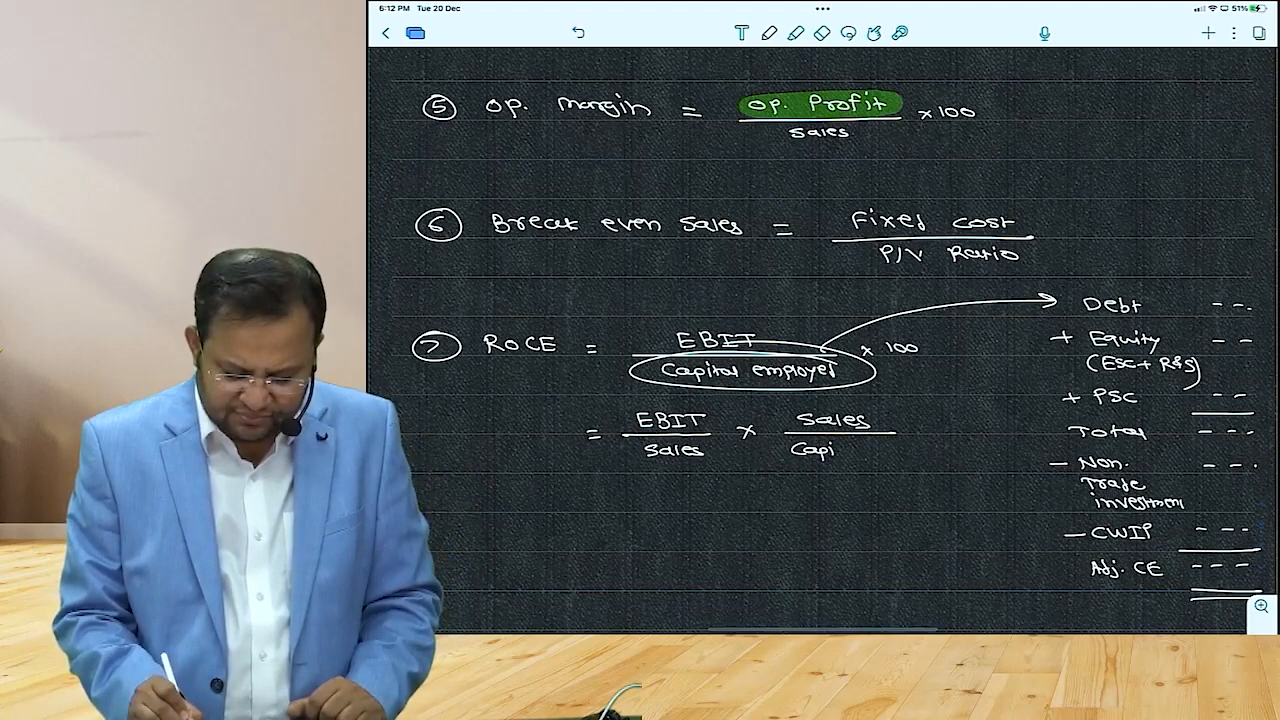 6:12 PM Tue 20 Dec
51%
5 Op. margin = Op. Profit / Sales × 100
6 Break even Sales = Fixed cost / P/V Ratio
7 ROCE = EBIT / Capital employed × 100
= EBIT / Sales × Sales / Capi
Debt ---
+ Equity --
(ESC + R&S)
+ PSC --
Total ---
- Non. ---
Trade
investment
- CWIP ---
Adj. CE ---